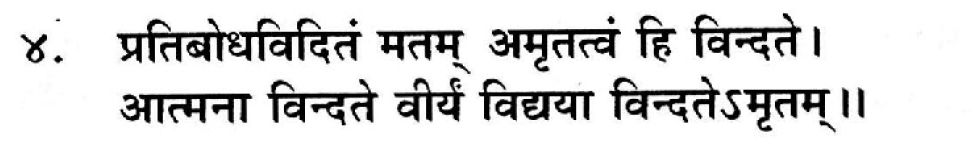 ४. प्रतिबोधविदितं मतम् अमृतत्वं हि विन्दते।
आत्मना विन्दते वीर्यं विद्यया विन्दतेऽमृतम्॥